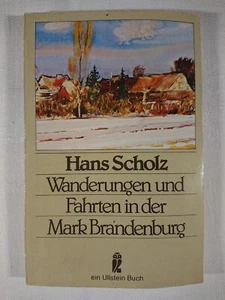 Hans Scholz
Wanderungen und
Fahrten in der
Mark Brandenburg
ein Ullstein Buch